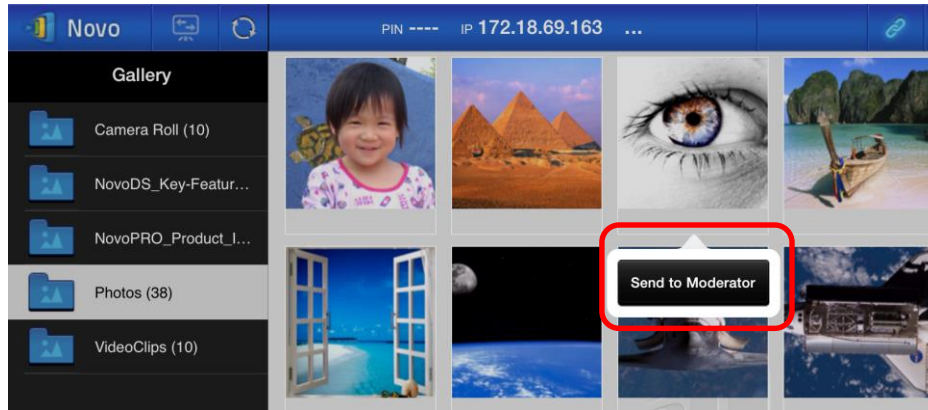 Novo
PIN ---- IP 172.18.69.163 ...
Gallery
Camera Roll (10)
NovoDS_Key-Featur...
NovoPRO_Product_I...
Photos (38)
VideoClips (10)
Send to Moderator